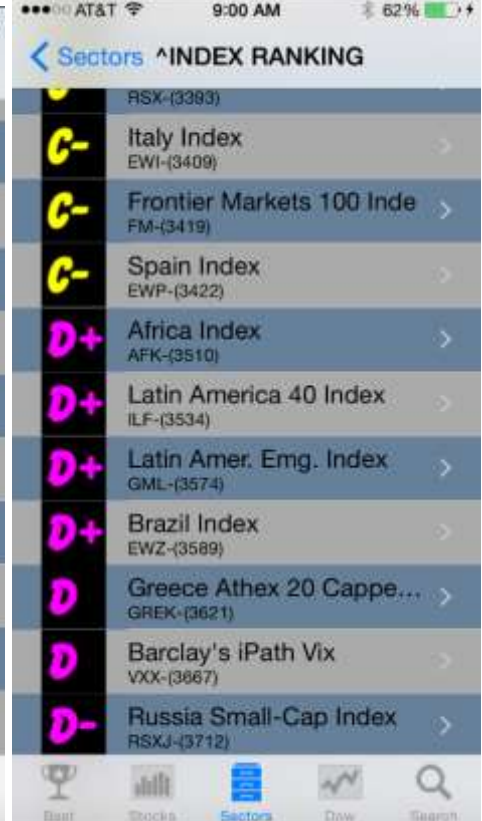 AT&T 9:00 AM 62%
Sectors ^INDEX RANKING
RSX-(3393)
C- Italy Index
EWI-(3409)
C- Frontier Markets 100 Inde
FM-(3419)
C- Spain Index
EWP-(3422)
D+ Africa Index
AFK-(3510)
D+ Latin America 40 Index
ILF-(3534)
D+ Latin Amer. Emg. Index
GML-(3574)
D+ Brazil Index
EWZ-(3589)
D Greece Athex 20 Cappe...
GREK-(3621)
D Barclay's iPath Vix
VXX-(3667)
D- Russia Small-Cap Index
RSXJ-(3712)
Best Stocks Sectors Dow Search